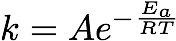 k = Ae^{-\frac{E_a}{RT}}